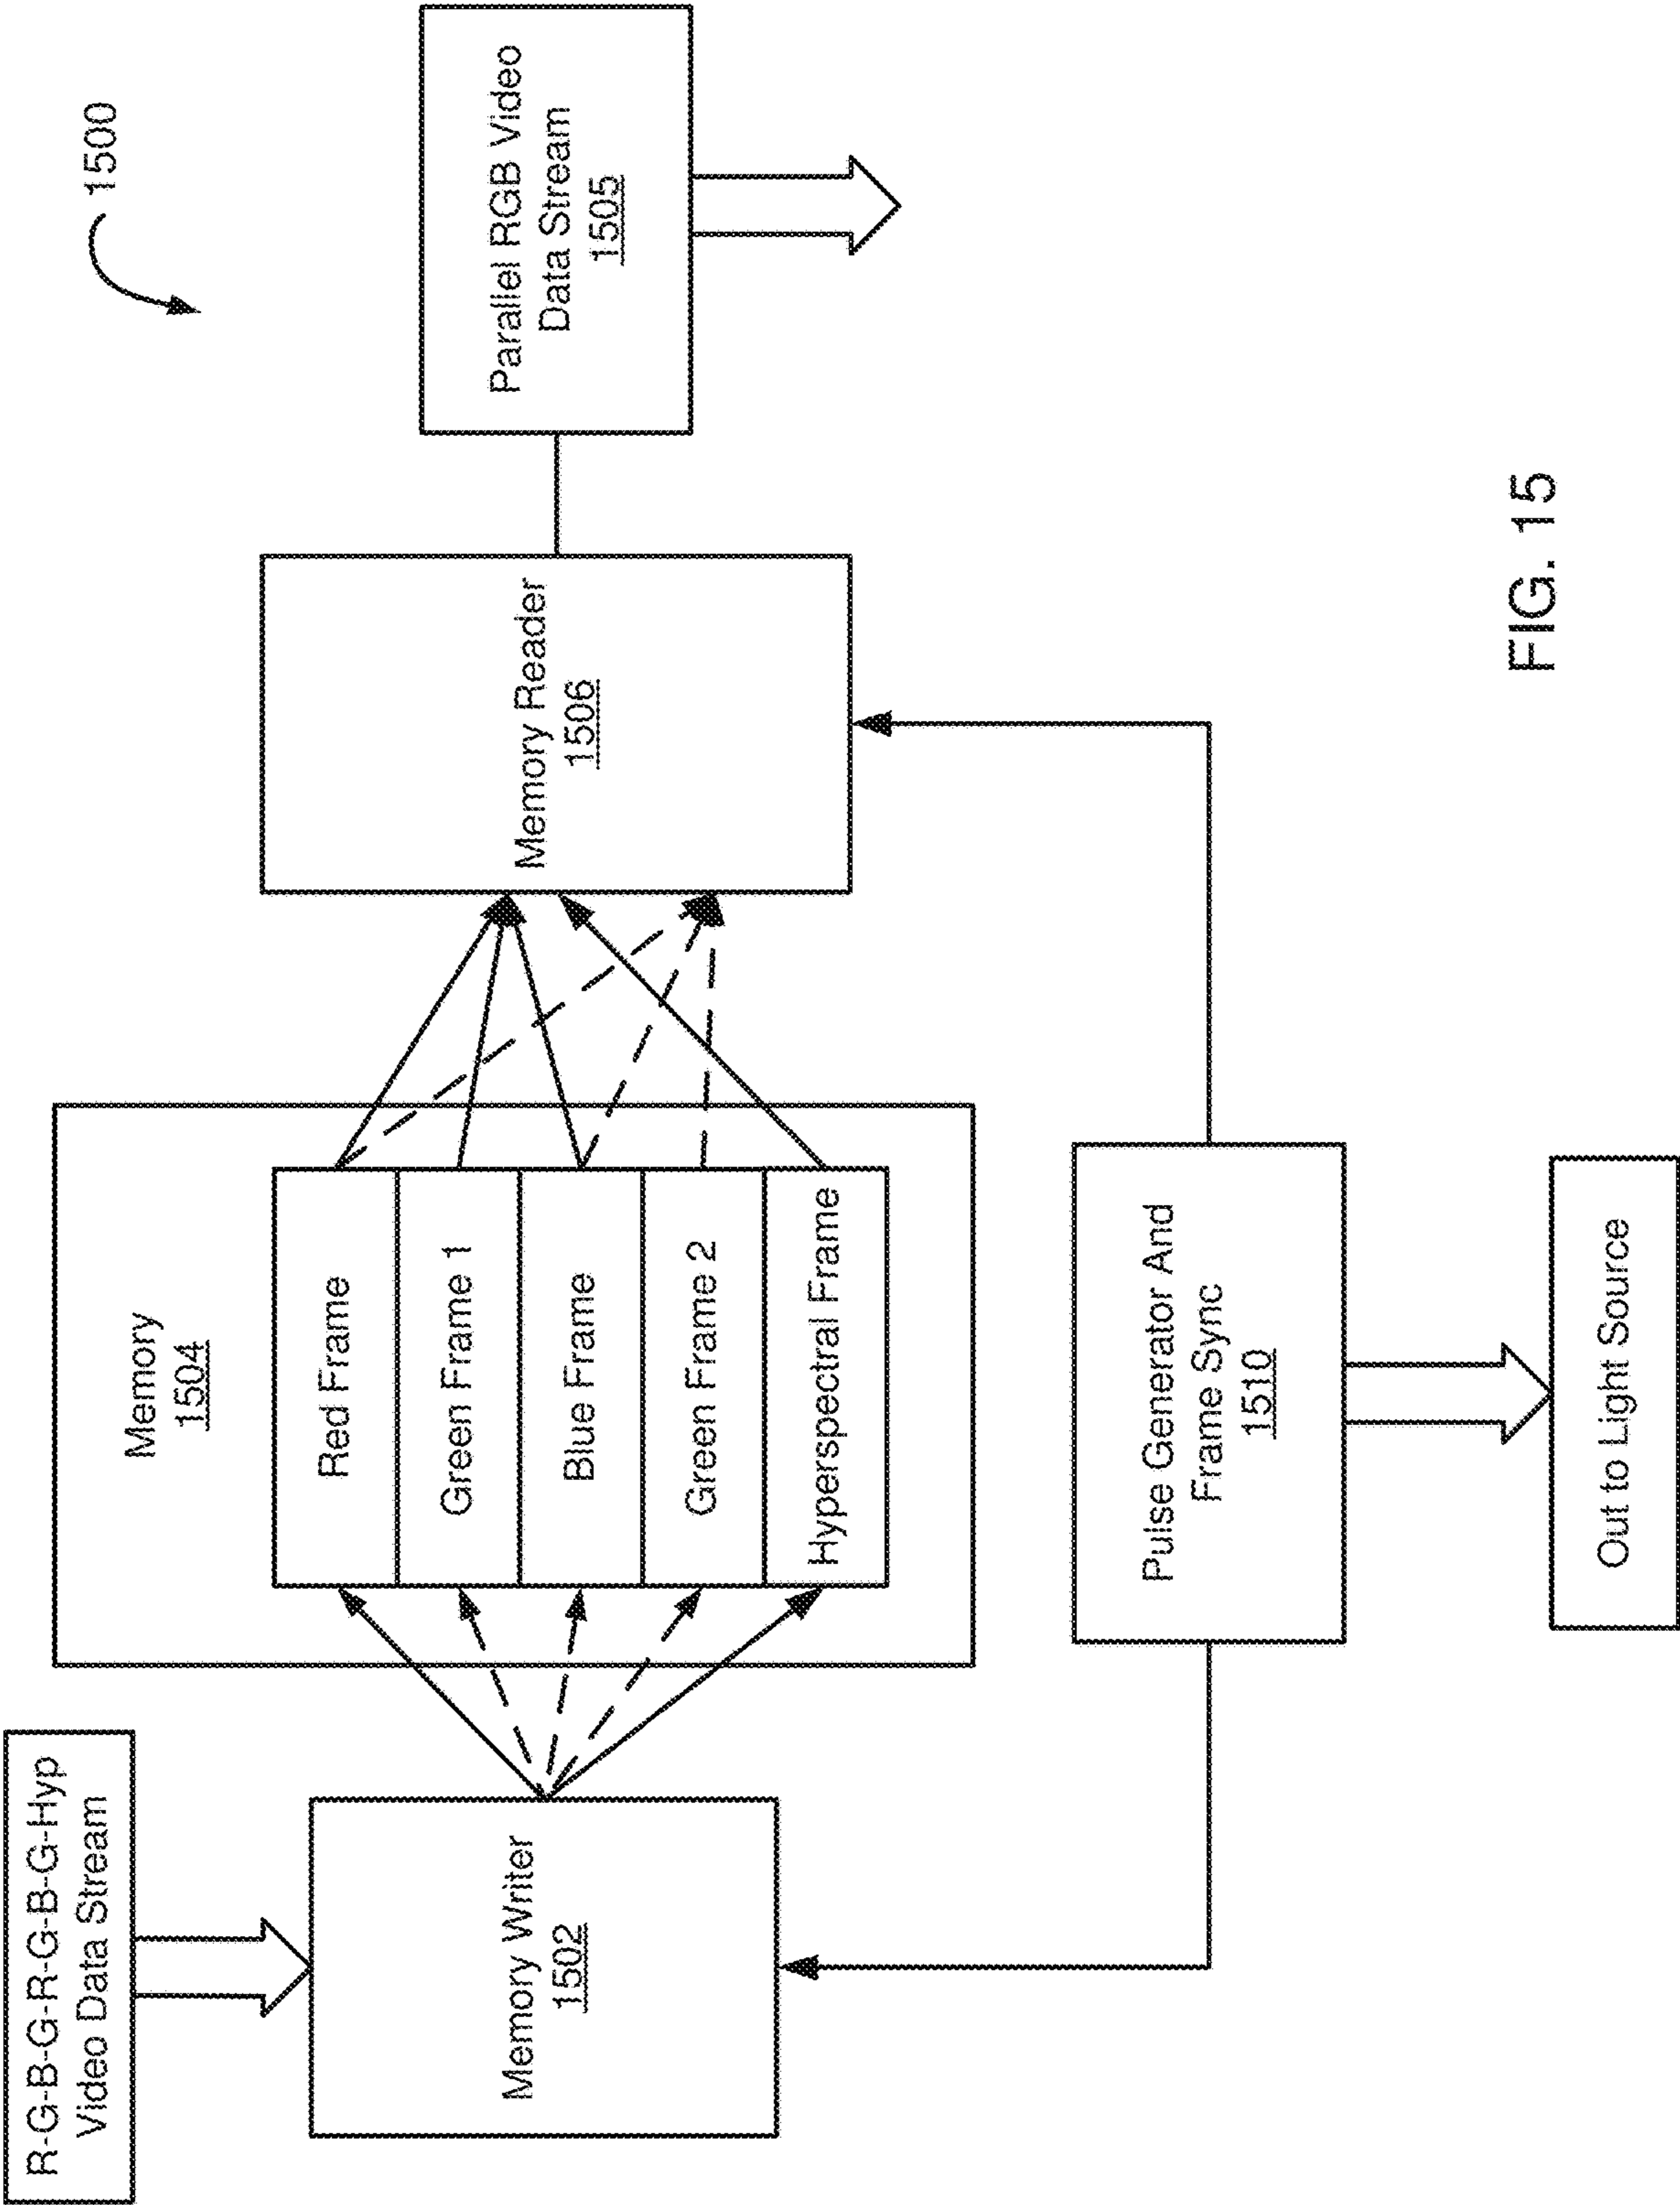 1500
R-G-B-G-R-G-B-G-Hyp
Video Data Stream
Memory Writer
1502
Memory
1504
Red Frame
Green Frame 1
Blue Frame
Green Frame 2
Hyperspectral Frame
Memory Reader
1506
Parallel RGB Video
Data Stream
1505
Pulse Generator And
Frame Sync
1510
Out to Light Source
FIG. 15